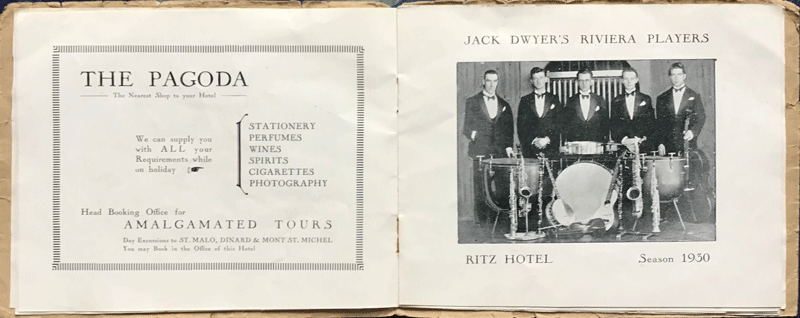 THE PAGODA
The Nearest Shop to your Hotel
We can supply you
with ALL your
Requirements while
on holiday
STATIONERY
PERFUMES
WINES
SPIRITS
CIGARETTES
PHOTOGRAPHY
Head Booking Office for
AMALGAMATED TOURS
Day Excursions to ST. MALO, DINARD & MONT ST. MICHEL
You may Book in the Office of this Hotel
JACK DWYER'S RIVIERA PLAYERS
RITZ HOTEL
Season 1930